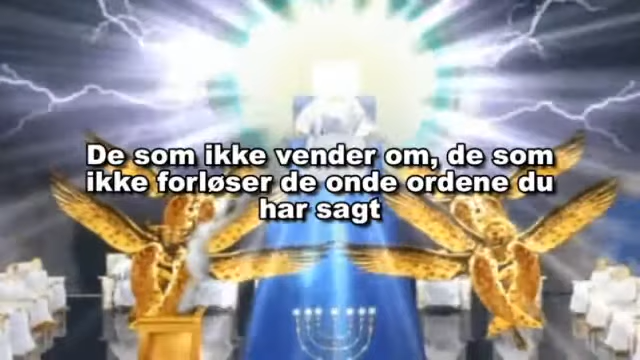 De som ikke vender om, de som
ikke forløser de onde ordene du
har sagt